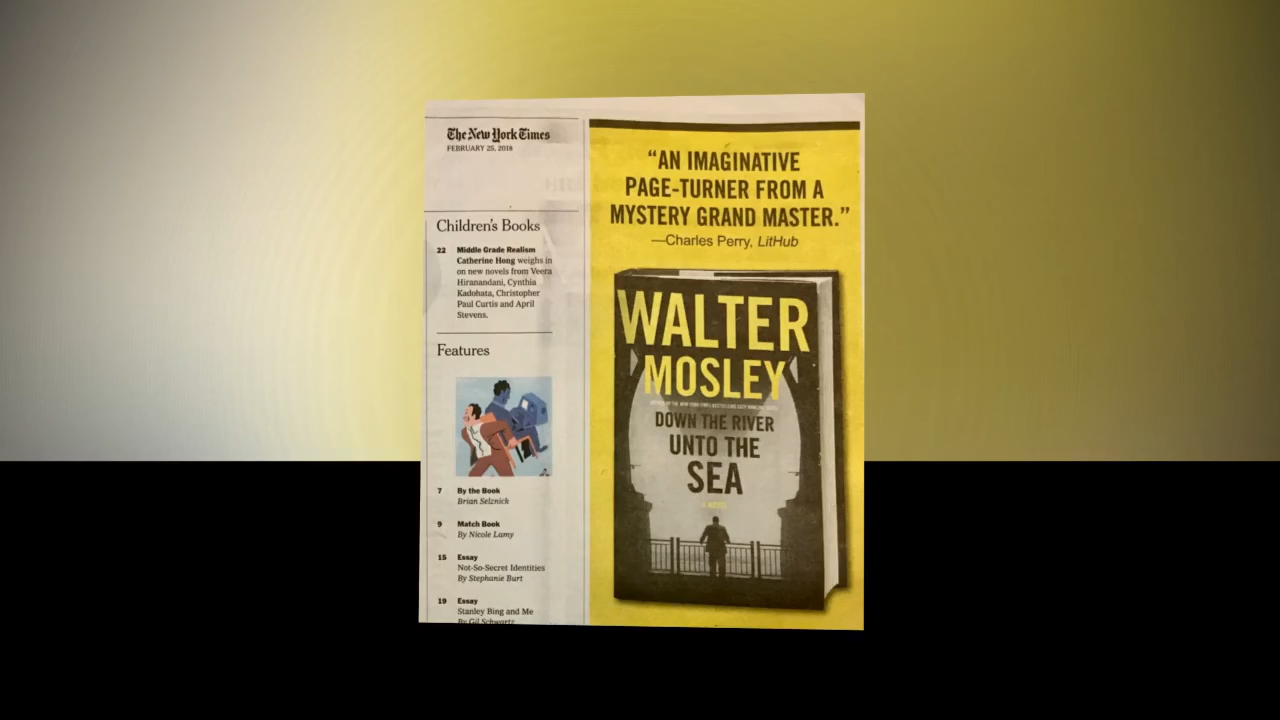 The New York Times
FEBRUARY 25, 2018
Children's Books
22 Middle Grade Realism
Catherine Hong weighs in
on new novels from Veera
Hiranandani, Cynthia
Kadohata, Christopher
Paul Curtis and April
Stevens.
Features
7 By the Book
Brian Selznick
9 Match Book
By Nicole Lamy
15 Essay
Not-So-Secret Identities
By Stephanie Burt
19 Essay
Stanley Bing and Me
By Gil Schwartz
“AN IMAGINATIVE
PAGE-TURNER FROM A
MYSTERY GRAND MASTER.”
—Charles Perry, LitHub
WALTER
MOSLEY
DOWN THE RIVER
UNTO THE
SEA
A NOVEL